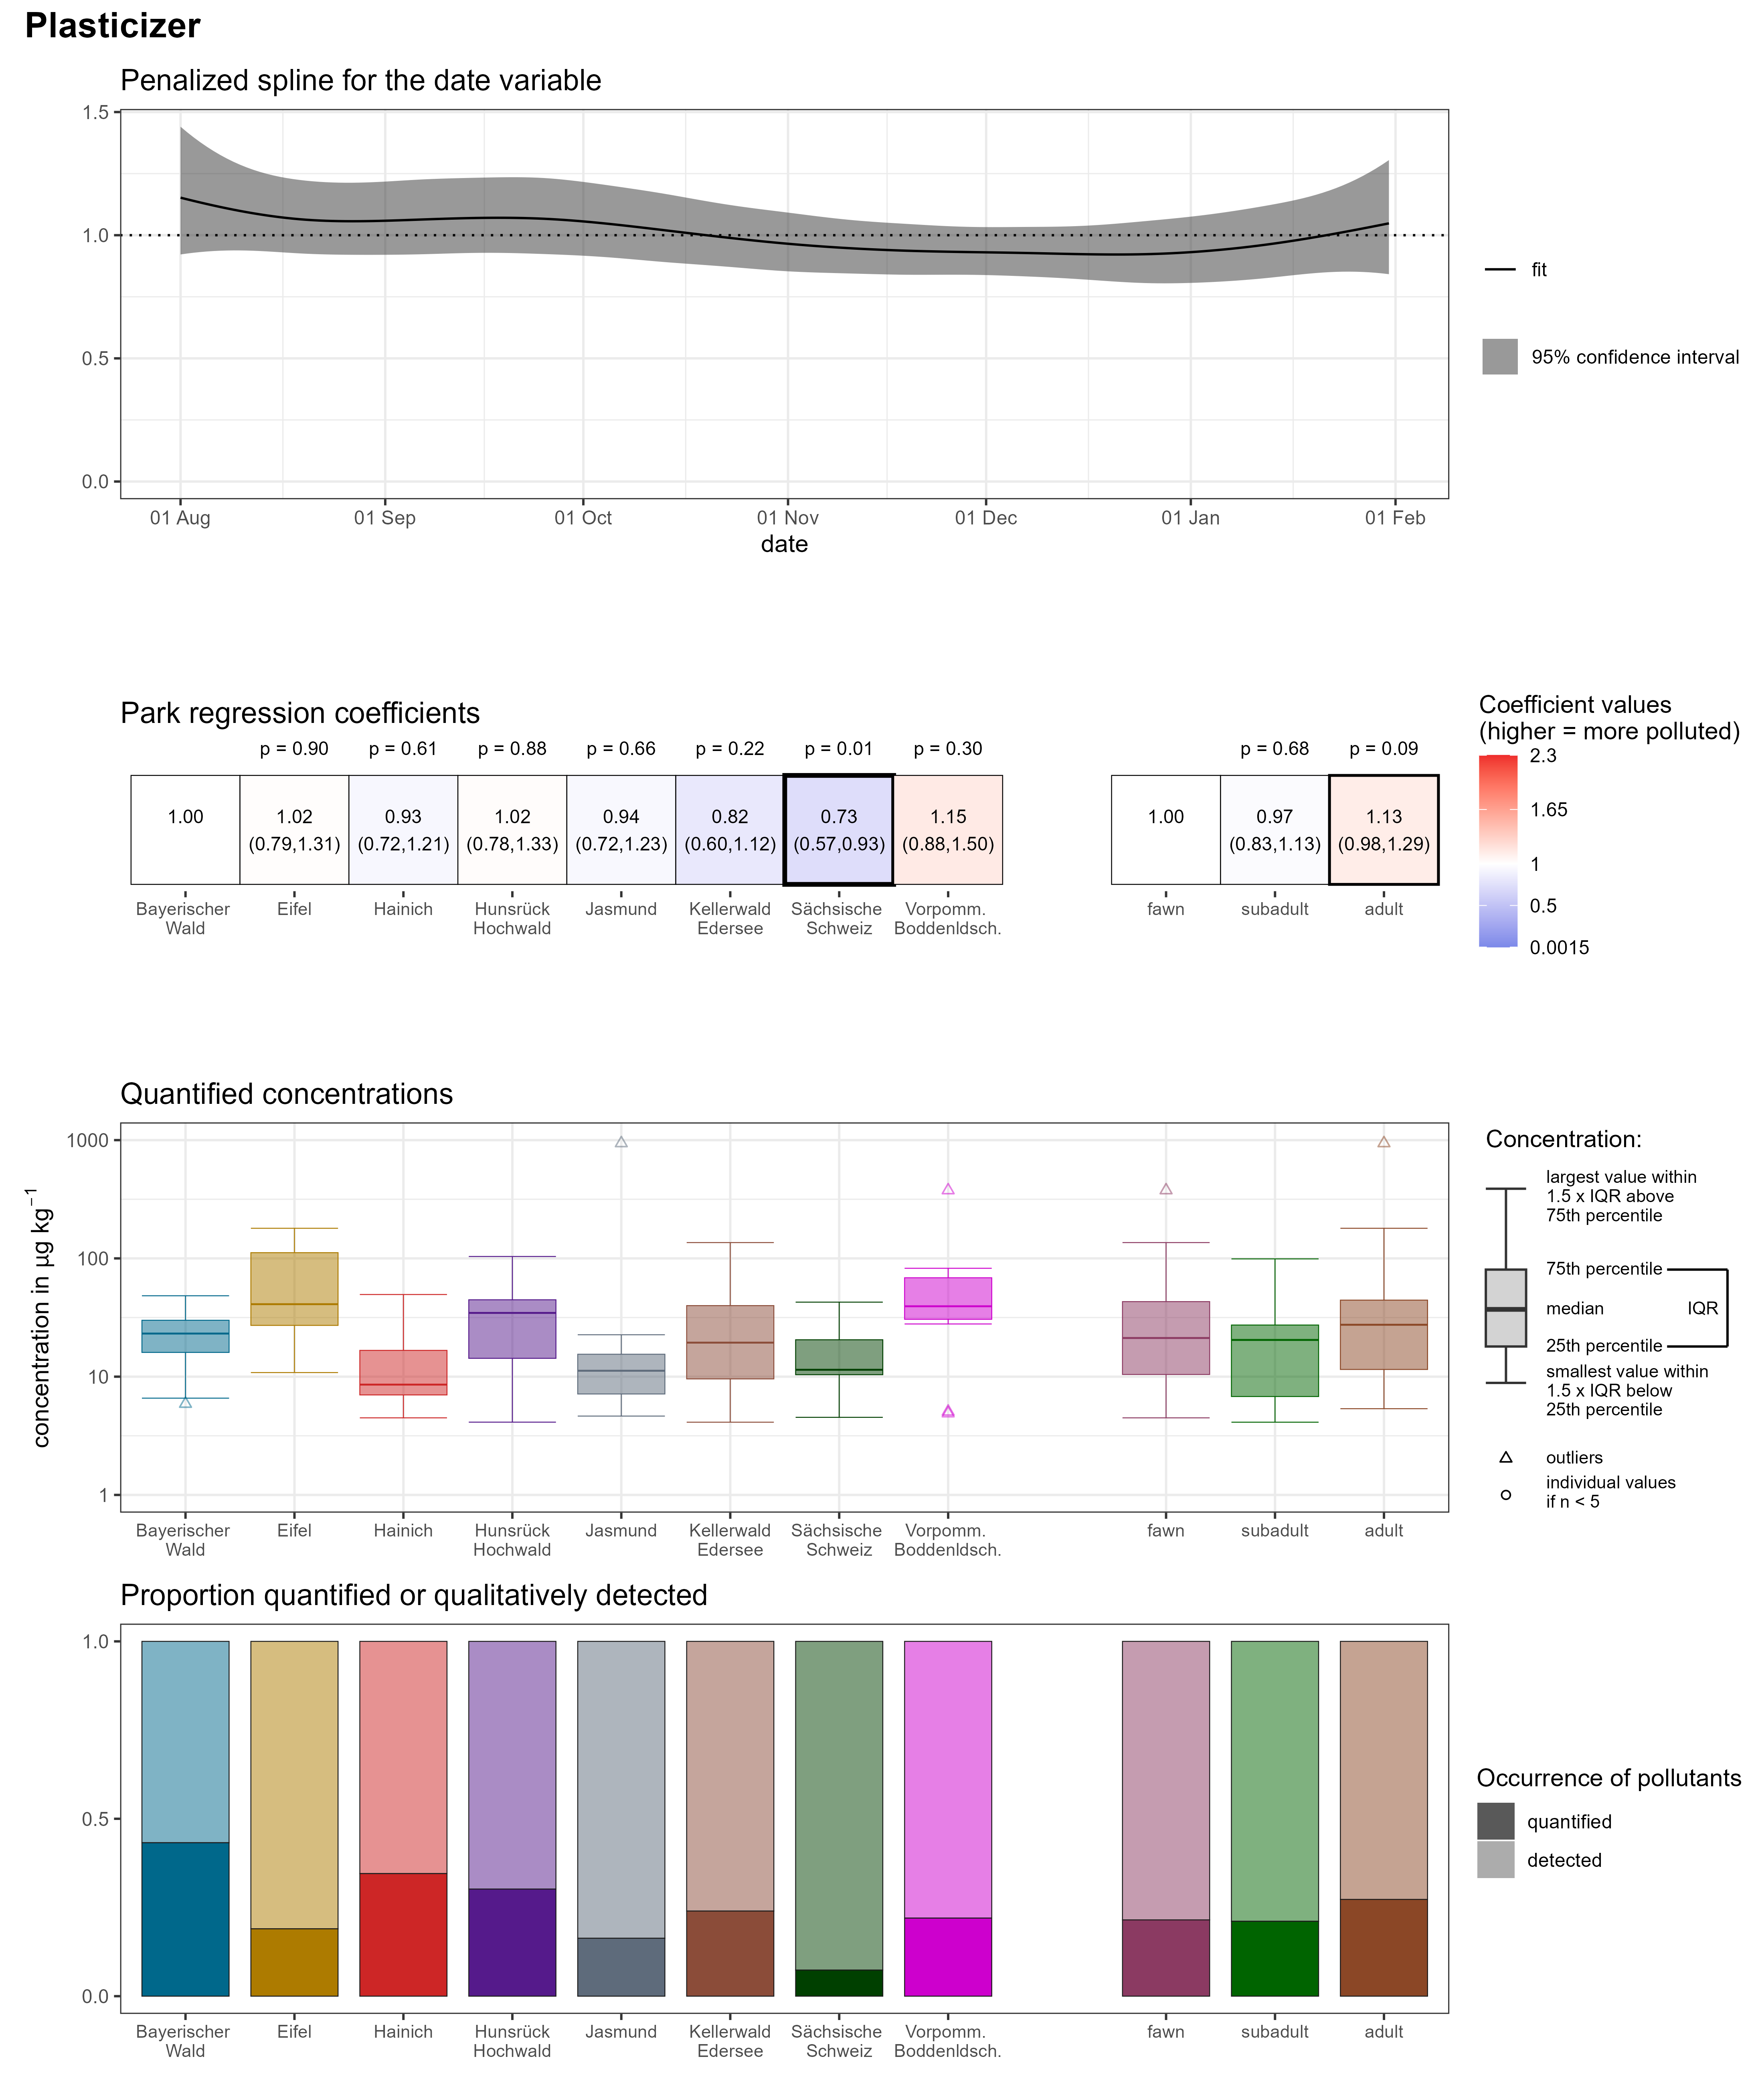 Plasticizer
Penalized spline for the date variable
1.5
1.0
0.5
0.0
01 Aug
01 Sep
01 Oct
01 Nov
01 Dec
01 Jan
01 Feb
date
fit
95% confidence interval
Park regression coefficients
p = 0.90
p = 0.61
p = 0.88
p = 0.66
p = 0.22
p = 0.01
p = 0.30
p = 0.68
p = 0.09
1.00
1.02
(0.79,1.31)
0.93
(0.72,1.21)
1.02
(0.78,1.33)
0.94
(0.72,1.23)
0.82
(0.60,1.12)
0.73
(0.57,0.93)
1.15
(0.88,1.50)
1.00
0.97
(0.83,1.13)
1.13
(0.98,1.29)
Bayerischer
Wald
Eifel
Hainich
Hunsrück
Hochwald
Jasmund
Kellerwald
Edersee
Sächsische
Schweiz
Vorpomm.
Boddenldsch.
fawn
subadult
adult
Coefficient values
(higher = more polluted)
2.3
1.65
1
0.5
0.0015
Quantified concentrations
concentration in µg kg⁻¹
1000
100
10
1
Bayerischer
Wald
Eifel
Hainich
Hunsrück
Hochwald
Jasmund
Kellerwald
Edersee
Sächsische
Schweiz
Vorpomm.
Boddenldsch.
fawn
subadult
adult
Concentration:
largest value within
1.5 x IQR above
75th percentile
75th percentile
median
IQR
25th percentile
smallest value within
1.5 x IQR below
25th percentile
outliers
individual values
if n < 5
Proportion quantified or qualitatively detected
1.0
0.5
0.0
Bayerischer
Wald
Eifel
Hainich
Hunsrück
Hochwald
Jasmund
Kellerwald
Edersee
Sächsische
Schweiz
Vorpomm.
Boddenldsch.
fawn
subadult
adult
Occurrence of pollutants
quantified
detected